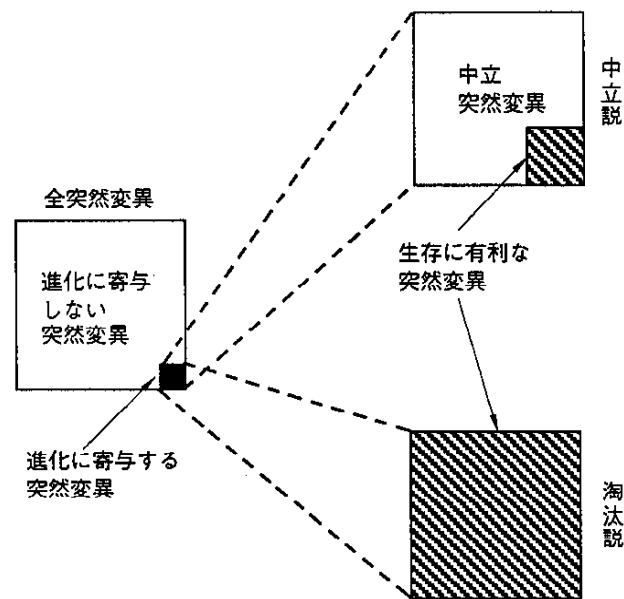 全突然変異
進化に寄与
しない
突然変異
進化に寄与する
突然変異
中立
突然変異
中立説
生存に有利な
突然変異
淘汰説